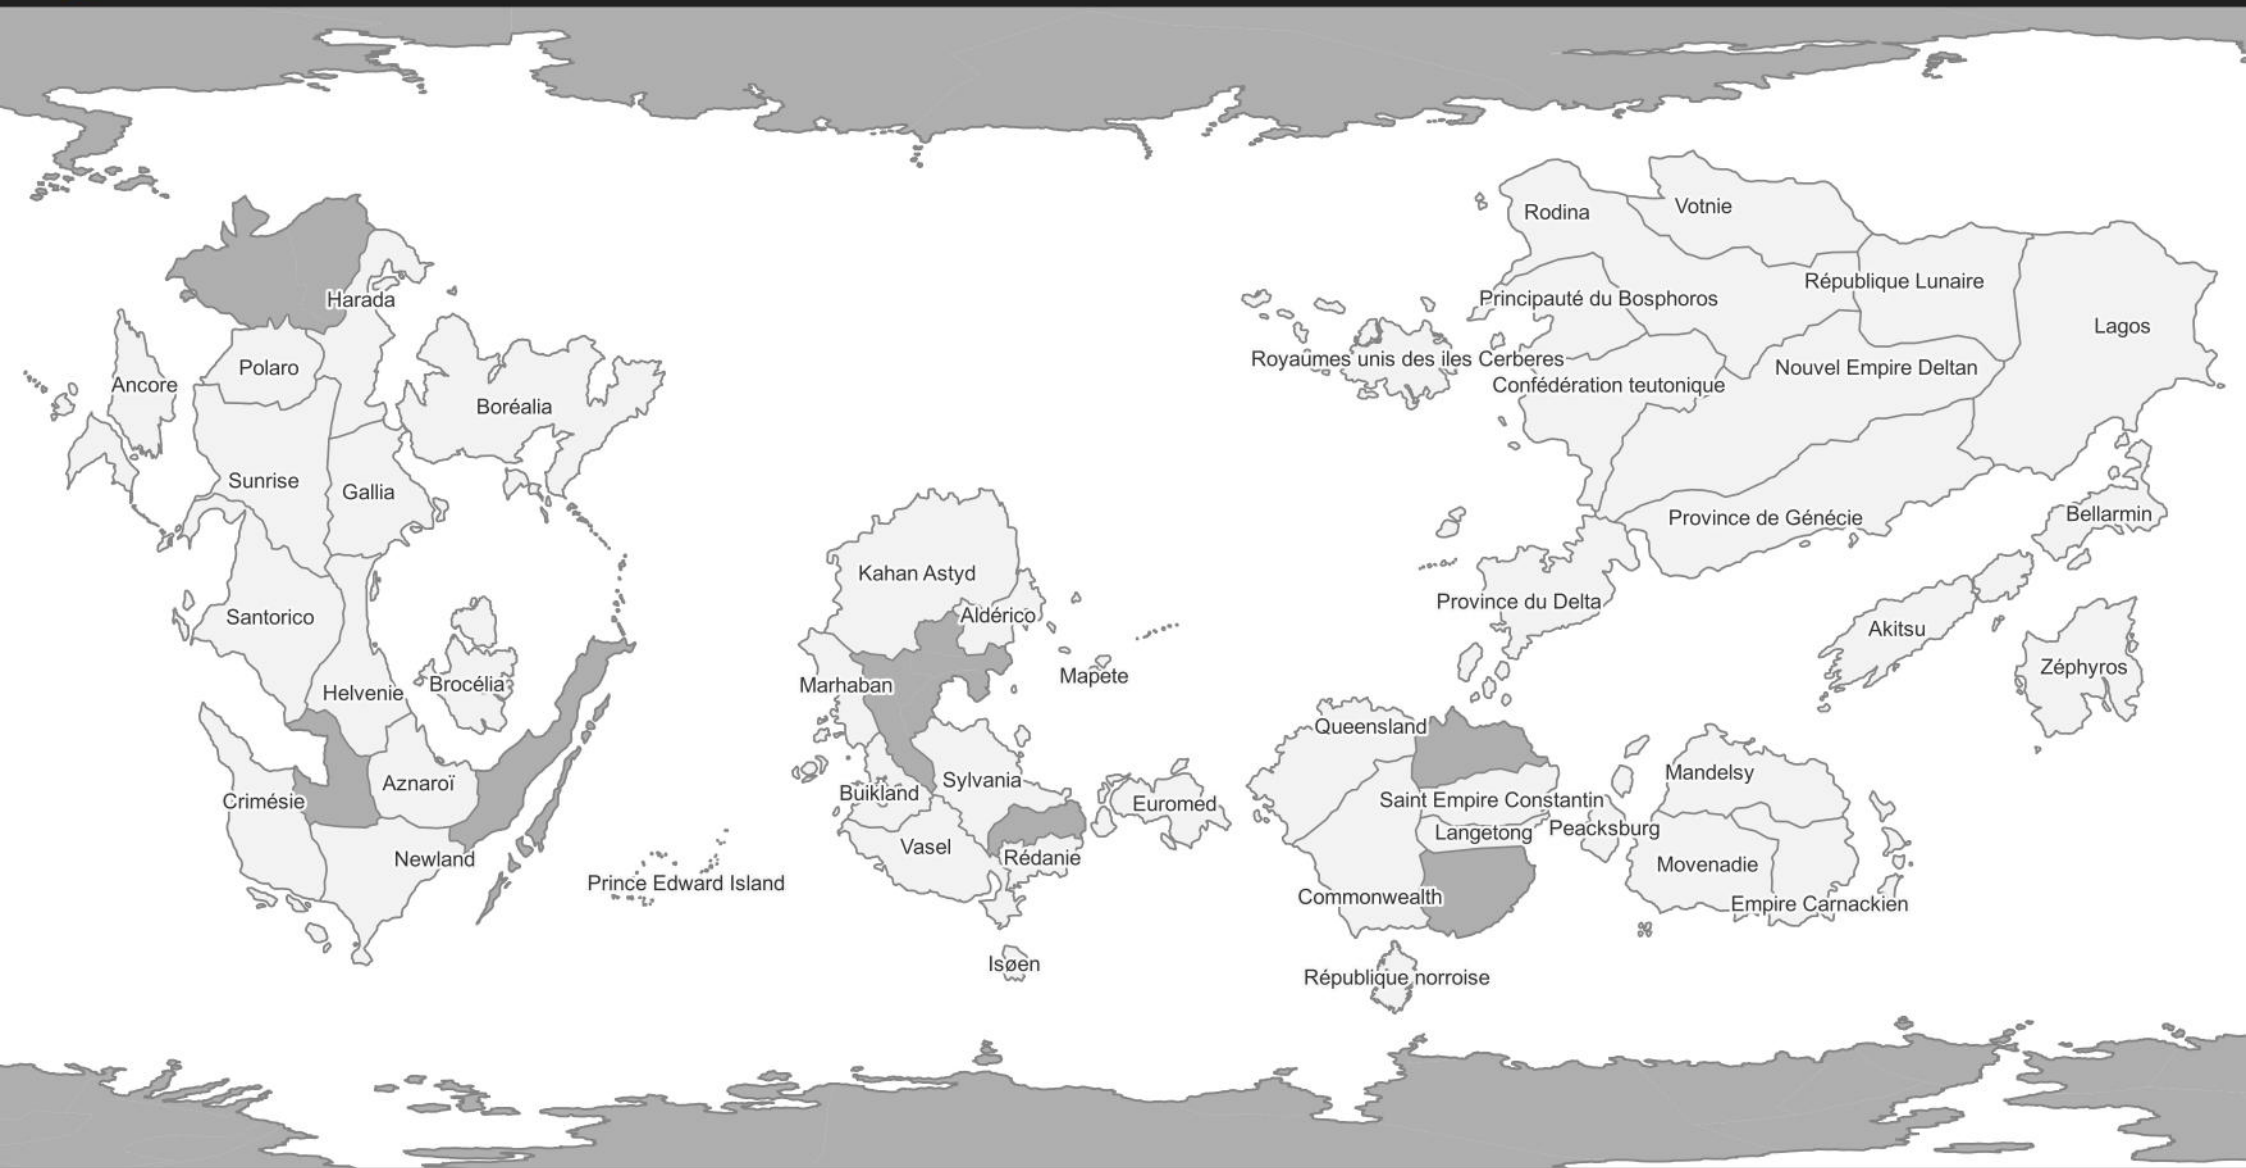 Rodina
Votnie
République Lunaire
Harada
Principauté du Bosphoros
Lagos
Royaumes unis des iles Cerberes
Polaro
Nouvel Empire Deltan
Ancore
Confédération teutonique
Boréalia
Sunrise
Gallia
Bellarmin
Province de Génécie
Kahan Astyd
Province du Delta
Aldérico
Santorico
Akitsu
Zéphyros
Mapete
Brocélia
Marhaban
Helvenie
Queensland
Mandelsy
Sylvania
Aznaroï
Buikland
Saint Empire Constantin
Crimésie
Euromed
Peacksburg
Langetong
Vasel
Rédanie
Newland
Movenadie
Prince Edward Island
Commonwealth
Empire Carnackien
Isøen
République norroise